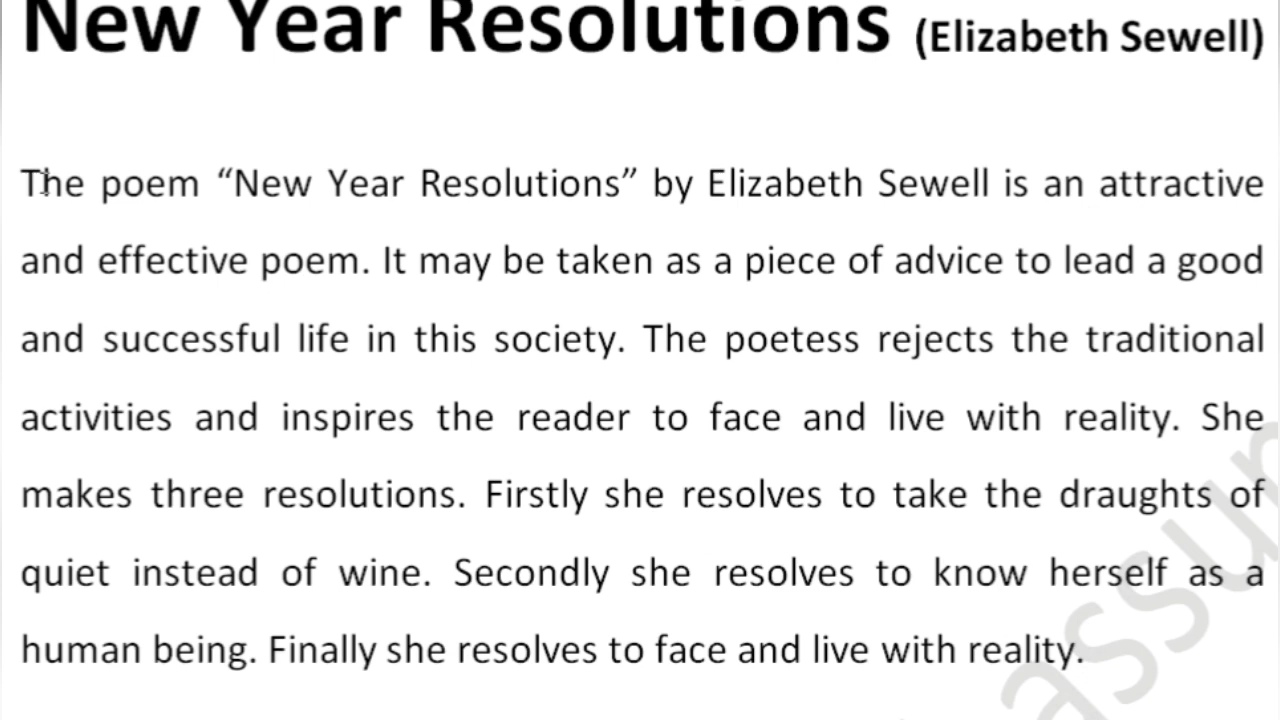 New Year Resolutions (Elizabeth Sewell)
The poem “New Year Resolutions” by Elizabeth Sewell is an attractive
and effective poem. It may be taken as a piece of advice to lead a good
and successful life in this society. The poetess rejects the traditional
activities and inspires the reader to face and live with reality. She
makes three resolutions. Firstly she resolves to take the draughts of
quiet instead of wine. Secondly she resolves to know herself as a
human being. Finally she resolves to face and live with reality.